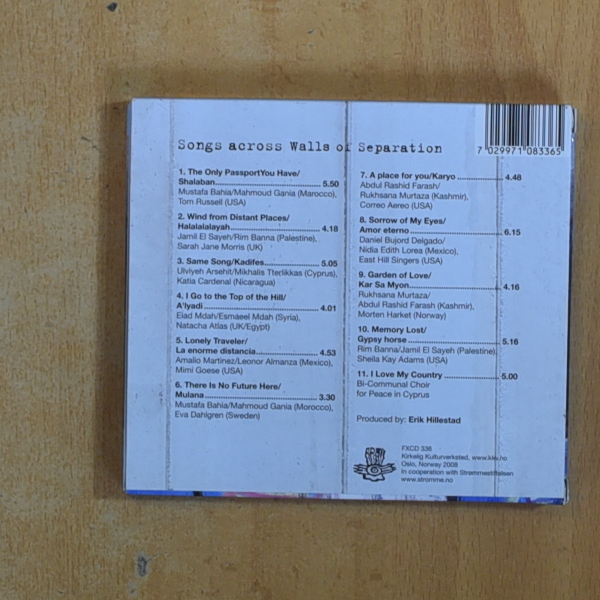 Songs across Walls of Separation
7 029971 083365
1. The Only PassportYou Have/
Shalaban 5.50
Mustafa Bahia/Mahmoud Gania (Marocco),
Tom Russell (USA)
2. Wind from Distant Places/
Halalalalayah 4.18
Jamil El Sayeh/Rim Banna (Palestine),
Sarah Jane Morris (UK)
3. Same Song/Kadifes 5.05
Ulviyeh Arsehit/Mikhalis Tterlikkas (Cyprus),
Katia Cardenal (Nicaragua)
4. I Go to the Top of the Hill/
A'lyadi 4.01
Eiad Mdah/Esmaeel Mdah (Syria),
Natacha Atlas (UK/Egypt)
5. Lonely Traveler/
La enorme distancia 4.53
Amalio Martinez/Leonor Almanza (Mexico),
Mimi Goese (USA)
6. There Is No Future Here/
Mulana 3.30
Mustafa Bahia/Mahmoud Gania (Morocco),
Eva Dahlgren (Sweden)
7. A place for you/Karyo 4.48
Abdul Rashid Farash/
Rukhsana Murtaza (Kashmir),
Correo Aereo (USA)
8. Sorrow of My Eyes/
Amor eterno 6.15
Daniel Bujord Delgado/
Nidia Edith Lorea (Mexico),
East Hill Singers (USA)
9. Garden of Love/
Kar Sa Myon 4.16
Rukhsana Murtaza/
Abdul Rashid Farash (Kashmir),
Morten Harket (Norway)
10. Memory Lost/
Gypsy horse 5.16
Rim Banna/Jamil El Sayeh (Palestine),
Sheila Kay Adams (USA)
11. I Love My Country 5.00
Bi-Communal Choir
for Peace in Cyprus
Produced by: Erik Hillestad
FXCD 336
Kirkelig Kulturverksted, www.kkv.no
Oslo, Norway 2008
in cooperation with Strømmestiftelsen
www.stromme.no